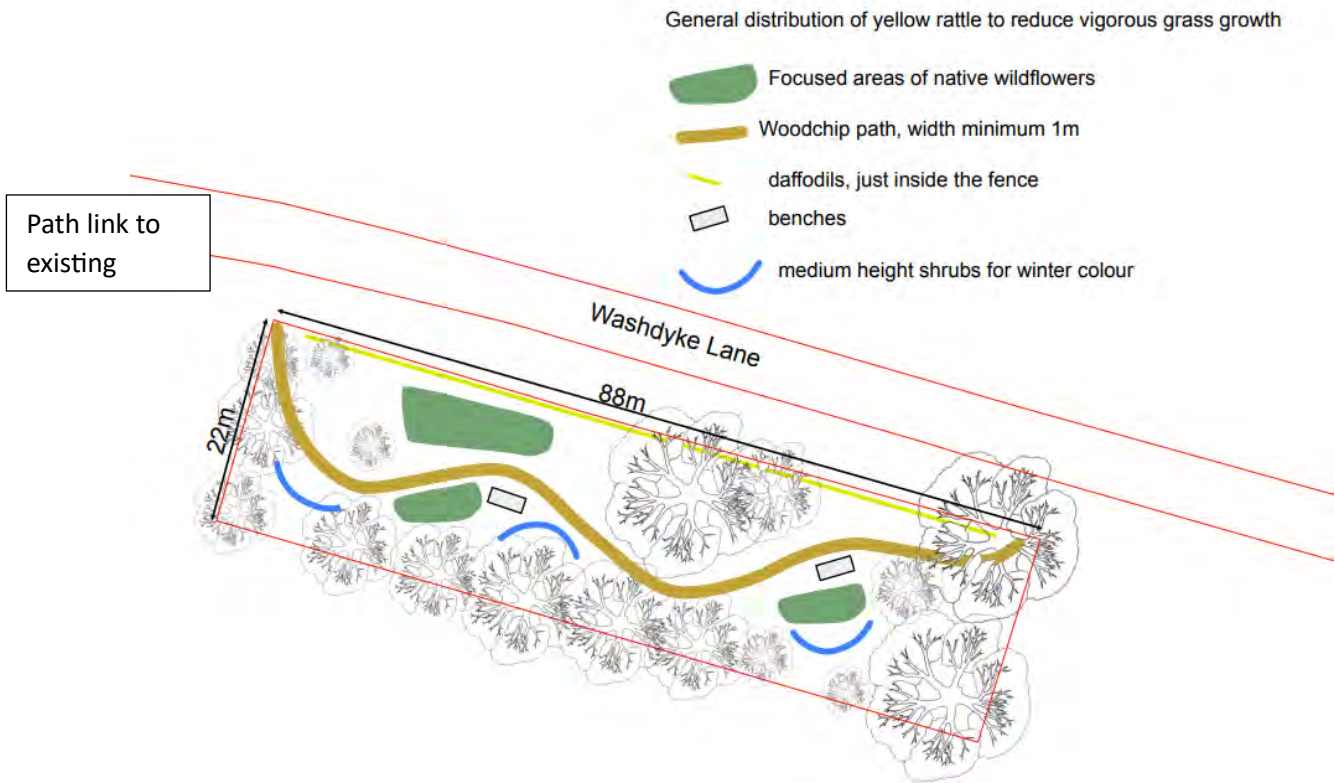 General distribution of yellow rattle to reduce vigorous grass growth
Focused areas of native wildflowers
Woodchip path, width minimum 1m
daffodils, just inside the fence
benches
medium height shrubs for winter colour
Path link to
existing
Washdyke Lane
88m
22m